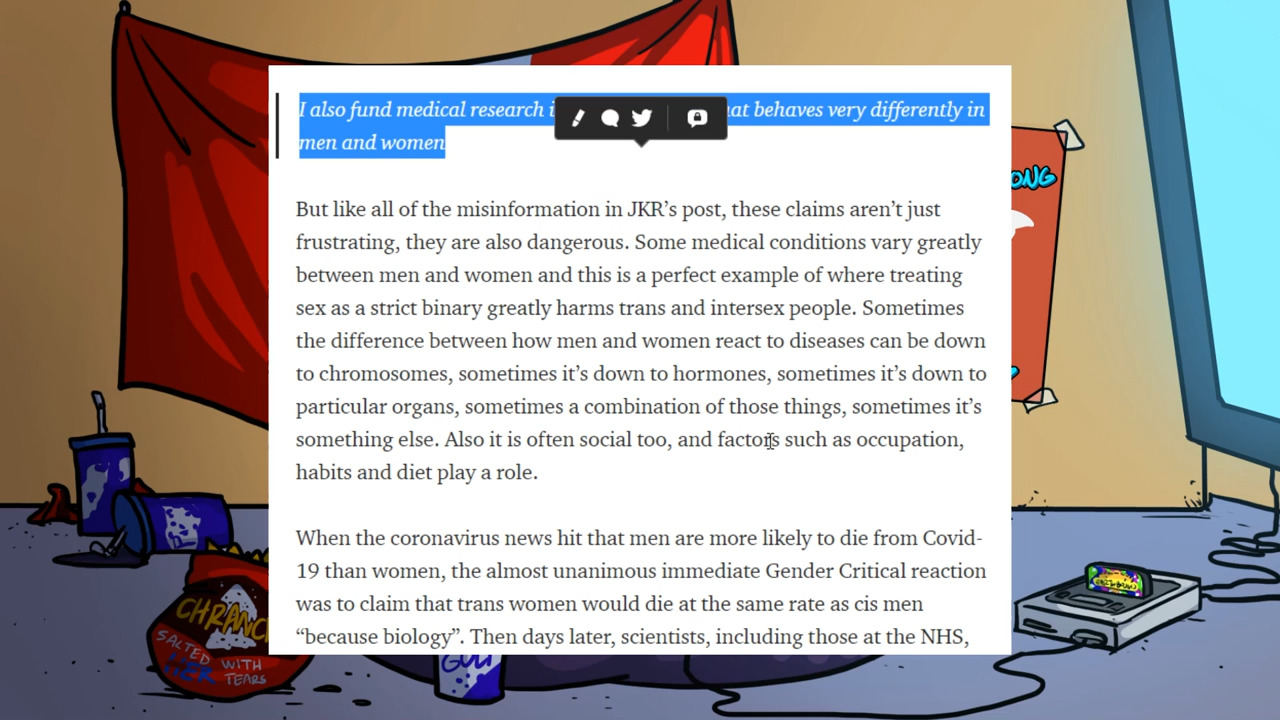 I also fund medical research i
at behaves very differently in
men and women
But like all of the misinformation in JKR’s post, these claims aren’t just
frustrating, they are also dangerous. Some medical conditions vary greatly
between men and women and this is a perfect example of where treating
sex as a strict binary greatly harms trans and intersex people. Sometimes
the difference between how men and women react to diseases can be down
to chromosomes, sometimes it’s down to hormones, sometimes it’s down to
particular organs, sometimes a combination of those things, sometimes it’s
something else. Also it is often social too, and factors such as occupation,
habits and diet play a role.
When the coronavirus news hit that men are more likely to die from Covid-
19 than women, the almost unanimous immediate Gender Critical reaction
was to claim that trans women would die at the same rate as cis men
“because biology”. Then days later, scientists, including those at the NHS,
ONG
CHRANCH
SALTED WITH
HER TEARS
GULP